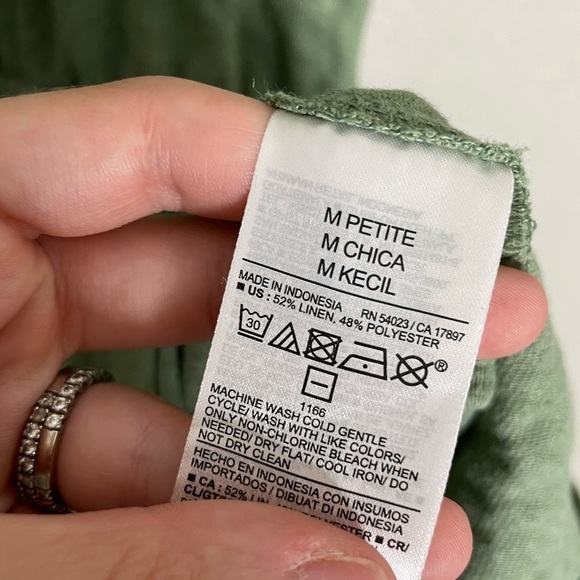 M PETITE
M CHICA
M KECIL
MADE IN INDONESIA RN 54023 / CA 17897
■ US : 52% LINEN, 48% POLYESTER
30
®
1166
MACHINE WASH COLD GENTLE
CYCLE/ WASH WITH LIKE COLORS/
ONLY NON-CHLORINE BLEACH WHEN
NEEDED/ DRY FLAT/ COOL IRON/ DO
NOT DRY CLEAN
HECHO EN INDONESIA CON INSUMOS
IMPORTADOS / DIBUAT DI INDONESIA
■ CA : 52% LIN
■ CR/